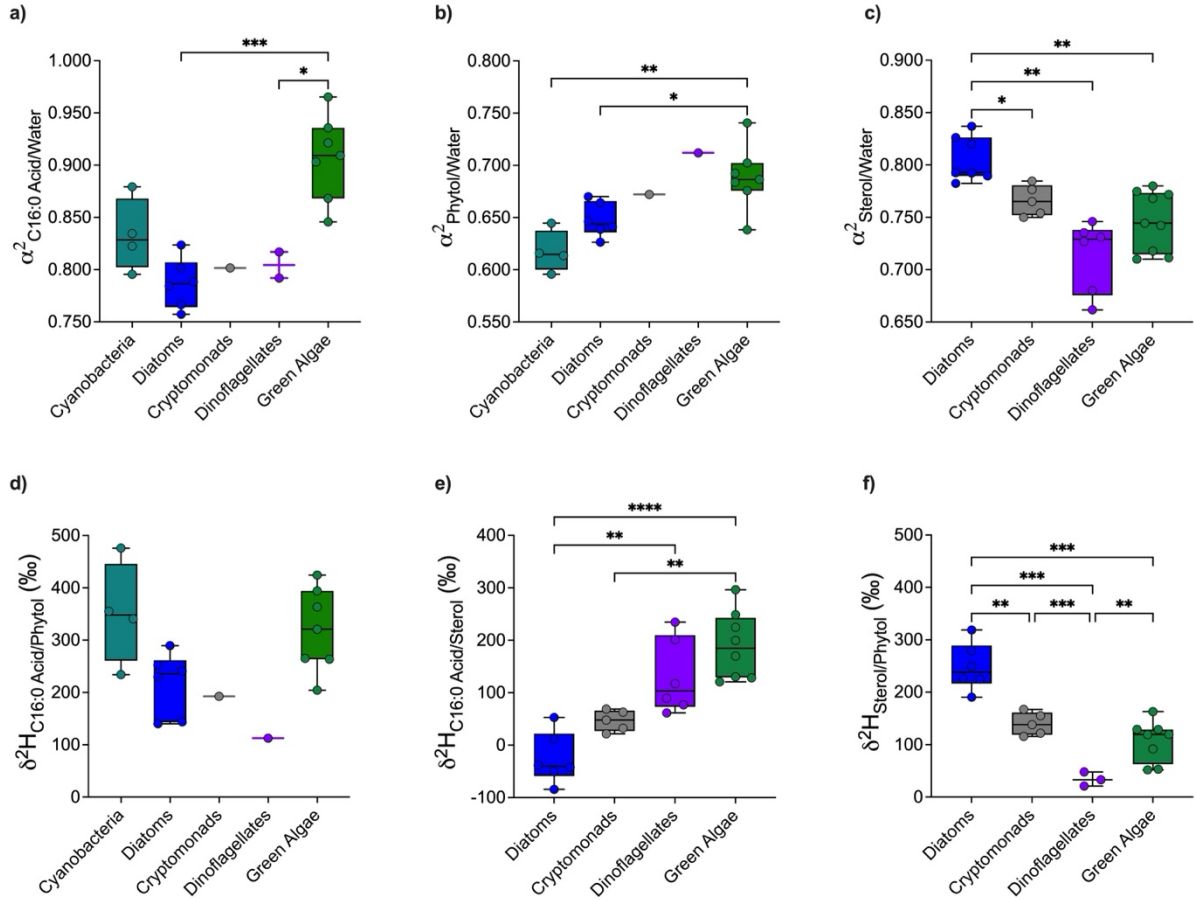 a)
α²C16:0 Acid/Water
1.000
0.950
0.900
0.850
0.800
0.750
***
*
Cyanobacteria
Diatoms
Cryptomonads
Dinoflagellates
Green Algae
b)
α²Phytol/Water
0.800
0.750
0.700
0.650
0.600
0.550
**
*
Cyanobacteria
Diatoms
Cryptomonads
Dinoflagellates
Green Algae
c)
α²Sterol/Water
0.900
0.850
0.800
0.750
0.700
0.650
**
**
*
Diatoms
Cryptomonads
Dinoflagellates
Green Algae
d)
δ²HC16:0 Acid/Phytol (‰)
500
400
300
200
100
0
Cyanobacteria
Diatoms
Cryptomonads
Dinoflagellates
Green Algae
e)
δ²HC16:0 Acid/Sterol (‰)
400
300
200
100
0
-100
****
**
**
Diatoms
Cryptomonads
Dinoflagellates
Green Algae
f)
δ²HSterol/Phytol (‰)
500
400
300
200
100
0
***
***
** *** **
Diatoms
Cryptomonads
Dinoflagellates
Green Algae